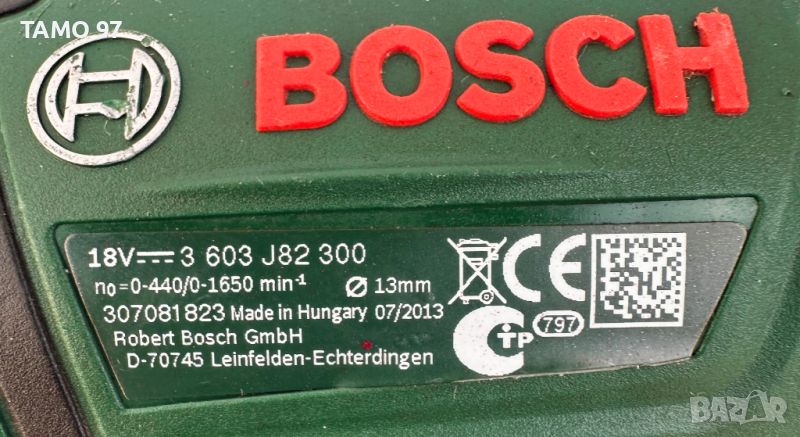 TAMO 97
BOSCH
18V 3 603 J82 300
n₀=0-440/0-1650 min⁻¹ Ø 13mm
307081823 Made in Hungary 07/2013
Robert Bosch GmbH
D-70745 Leinfelden-Echterdingen
CE
C TP 797
BAZAR